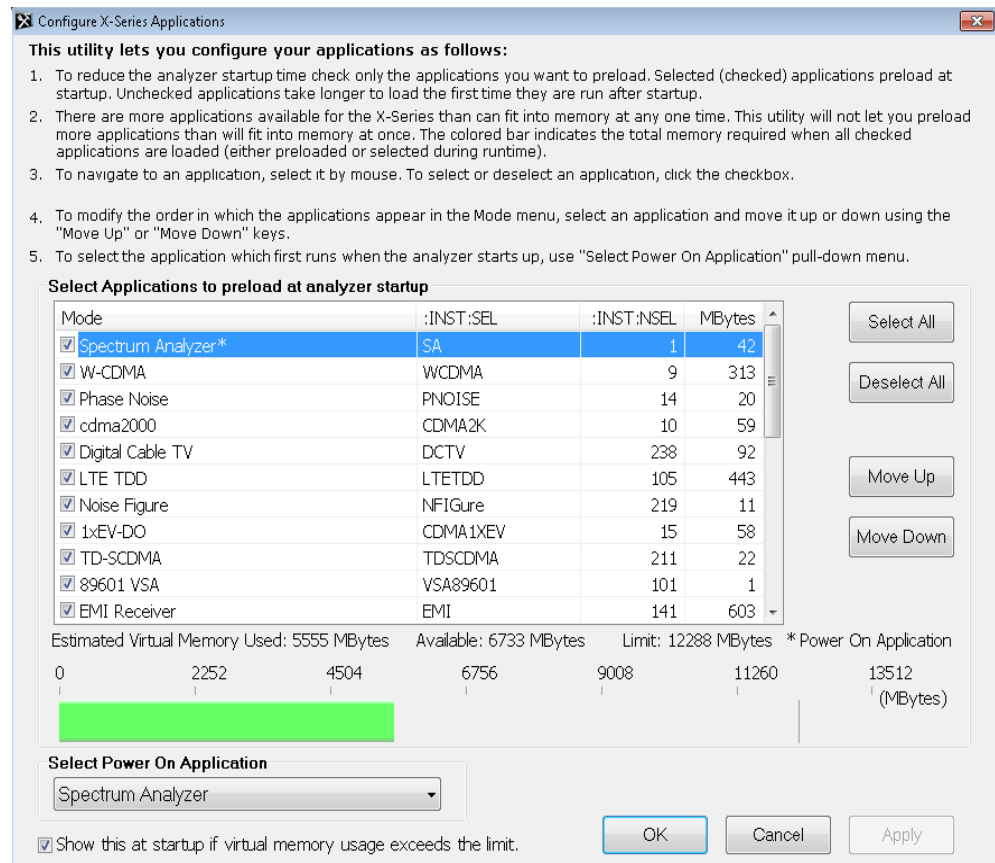 Configure X-Series Applications
This utility lets you configure your applications as follows:
1. To reduce the analyzer startup time check only the applications you want to preload. Selected (checked) applications preload at
startup. Unchecked applications take longer to load the first time they are run after startup.
2. There are more applications available for the X-Series than can fit into memory at any one time. This utility will not let you preload
more applications than will fit into memory at once. The colored bar indicates the total memory required when all checked
applications are loaded (either preloaded or selected during runtime).
3. To navigate to an application, select it by mouse. To select or deselect an application, click the checkbox.
4. To modify the order in which the applications appear in the Mode menu, select an application and move it up or down using the
"Move Up" or "Move Down" keys.
5. To select the application which first runs when the analyzer starts up, use "Select Power On Application" pull-down menu.
Select Applications to preload at analyzer startup
Mode :INST:SEL :INST:NSEL MBytes
Spectrum Analyzer* SA 1 42
W-CDMA WCDMA 9 313
Phase Noise PNOISE 14 20
cdma2000 CDMA2K 10 59
Digital Cable TV DCTV 238 92
LTE TDD LTETDD 105 443
Noise Figure NFIGure 219 11
1xEV-DO CDMA1XEV 15 58
TD-SCDMA TDSCDMA 211 22
89601 VSA VSA89601 101 1
EMI Receiver EMI 141 603
Select All
Deselect All
Move Up
Move Down
Estimated Virtual Memory Used: 5555 MBytes Available: 6733 MBytes Limit: 12288 MBytes * Power On Application
0 2252 4504 6756 9008 11260 13512
(MBytes)
Select Power On Application
Spectrum Analyzer
Show this at startup if virtual memory usage exceeds the limit.
OK Cancel Apply